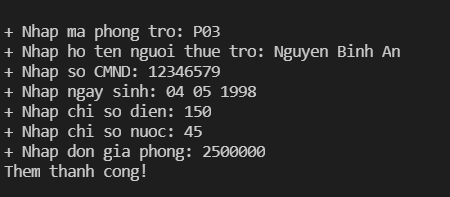 + Nhap ma phong tro: P03
+ Nhap ho ten nguoi thue tro: Nguyen Binh An
+ Nhap so CMND: 12346579
+ Nhap ngay sinh: 04 05 1998
+ Nhap chi so dien: 150
+ Nhap chi so nuoc: 45
+ Nhap don gia phong: 2500000
Them thanh cong!